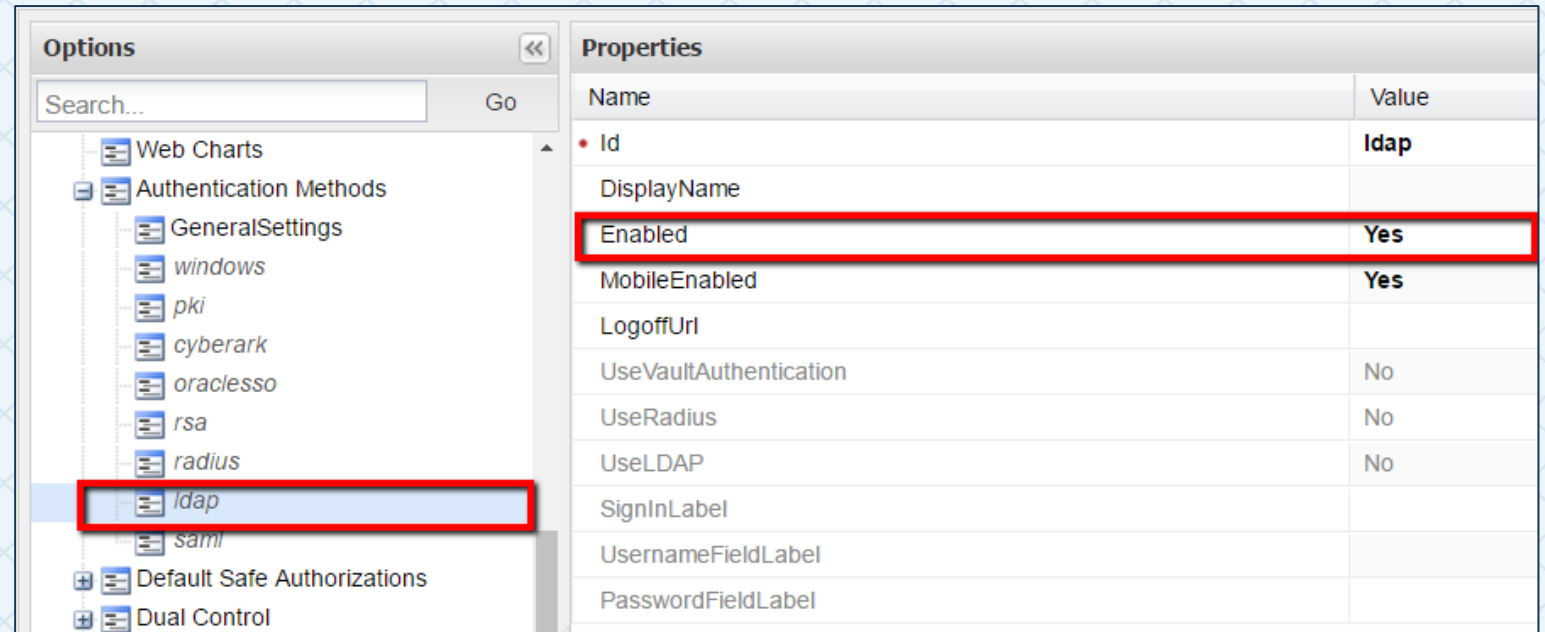 Options
Search...
Go
Web Charts
Authentication Methods
GeneralSettings
windows
pki
cyberark
oraclesso
rsa
radius
ldap
saml
Default Safe Authorizations
Dual Control
Properties
Name Value
Id ldap
DisplayName
Enabled Yes
MobileEnabled Yes
LogoffUrl
UseVaultAuthentication No
UseRadius No
UseLDAP No
SignInLabel
UsernameFieldLabel
PasswordFieldLabel